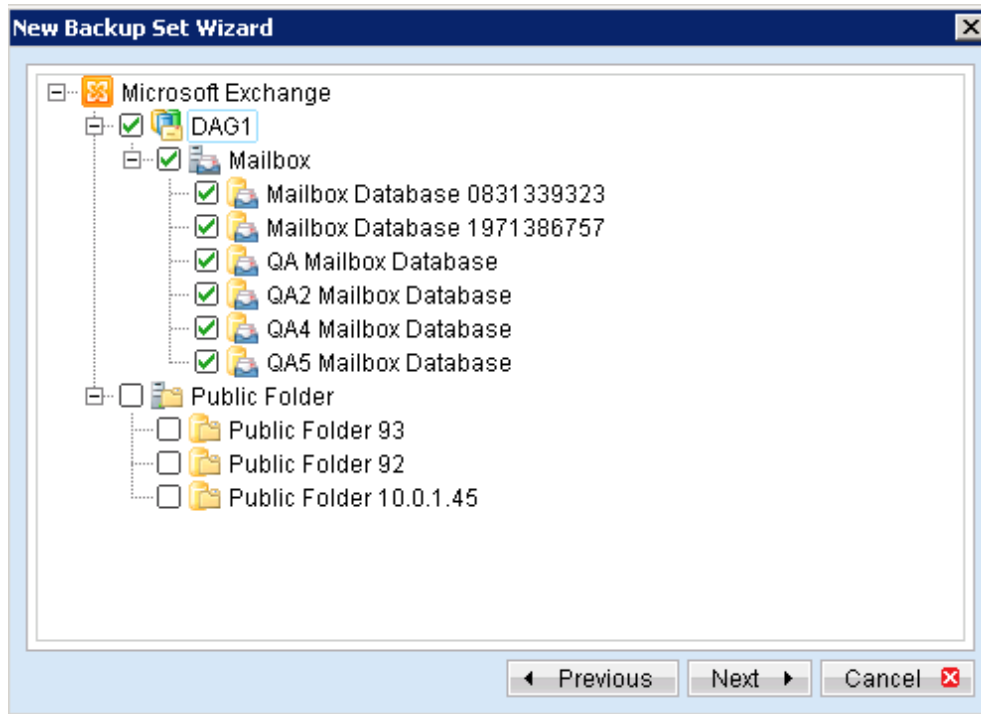 New Backup Set Wizard
Microsoft Exchange
DAG1
Mailbox
Mailbox Database 0831339323
Mailbox Database 1971386757
QA Mailbox Database
QA2 Mailbox Database
QA4 Mailbox Database
QA5 Mailbox Database
Public Folder
Public Folder 93
Public Folder 92
Public Folder 10.0.1.45
Previous Next Cancel